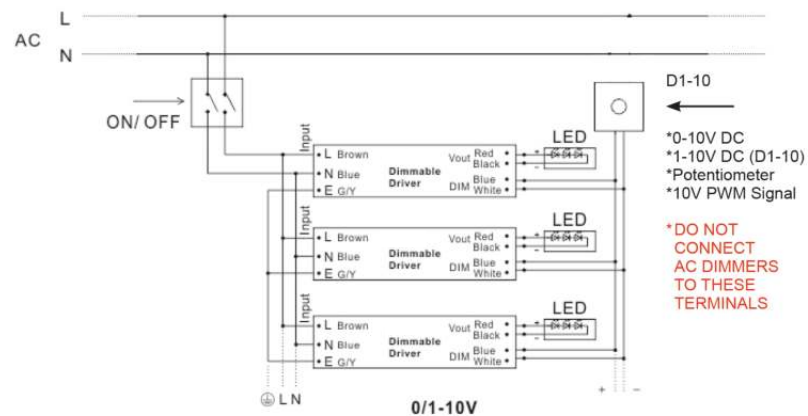 L
AC
N
ON/ OFF
D1-10
*0-10V DC
*1-10V DC (D1-10)
*Potentiometer
*10V PWM Signal
*DO NOT
CONNECT
AC DIMMERS
TO THESE
TERMINALS
Input
L Brown
N Blue
E G/Y
Dimmable
Driver
Vout Red
Black
DIM Blue
White
LED
+
-
Input
L Brown
N Blue
E G/Y
Dimmable
Driver
Vout Red
Black
DIM Blue
White
LED
+
-
Input
L Brown
N Blue
E G/Y
Dimmable
Driver
Vout Red
Black
DIM Blue
White
LED
+
-
L N
+ -
0/1-10V